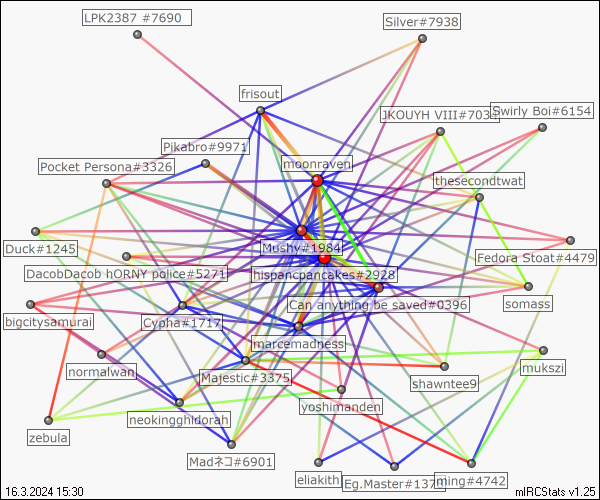 LPK2387 #7690
Silver#7938
frisout
JKOUYH VIII#703
Swirly Boi#6154
Pikabro#9971
moonraven
Pocket Persona#3326
thesecondtwat
Duck#1245
Mushy#1984
Fedora Stoat#4479
DacobDacob hORNY police#5271
hispancpancakes#2928
bigcitysamurai
Cypha#1717
Can anything be saved#0396
somass
marcemadness
normalwan
Majestic#3375
shawntee9
mukszi
zebula
neokingghidorah
yoshimanden
Madネコ#6901
eliakith
Eg.Master#137
ming#4742
16.3.2024 15:30
mIRCStats v1.25